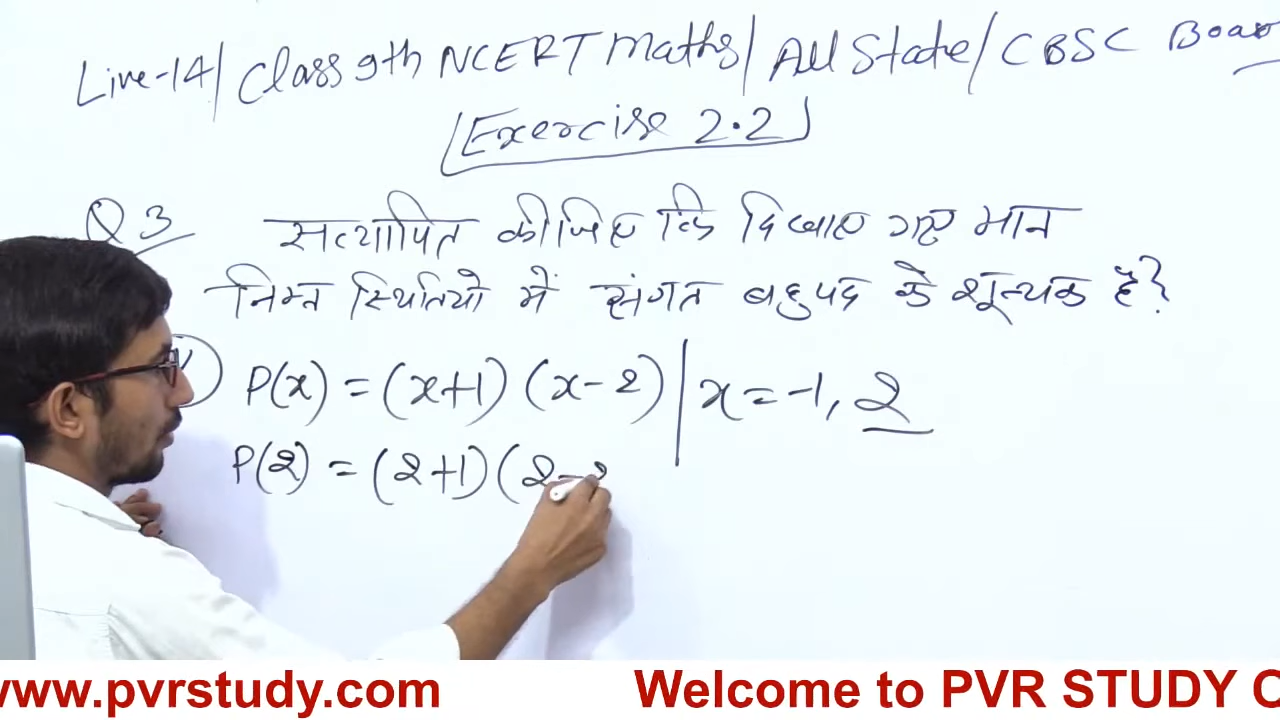 Live-14/ Class 9th NCERT Maths/ All State/ CBSC Boar
Exercise 2.2
Q 3 सत्यापित कीजिए कि दिखाए गए मान
निम्न स्थितियो में संगत बहुपद के शून्यक है?
P(x) = (x+1) (x-2) | x = -1, 2
P(2) = (2+1) (2-2
www.pvrstudy.com Welcome to PVR STUDY C